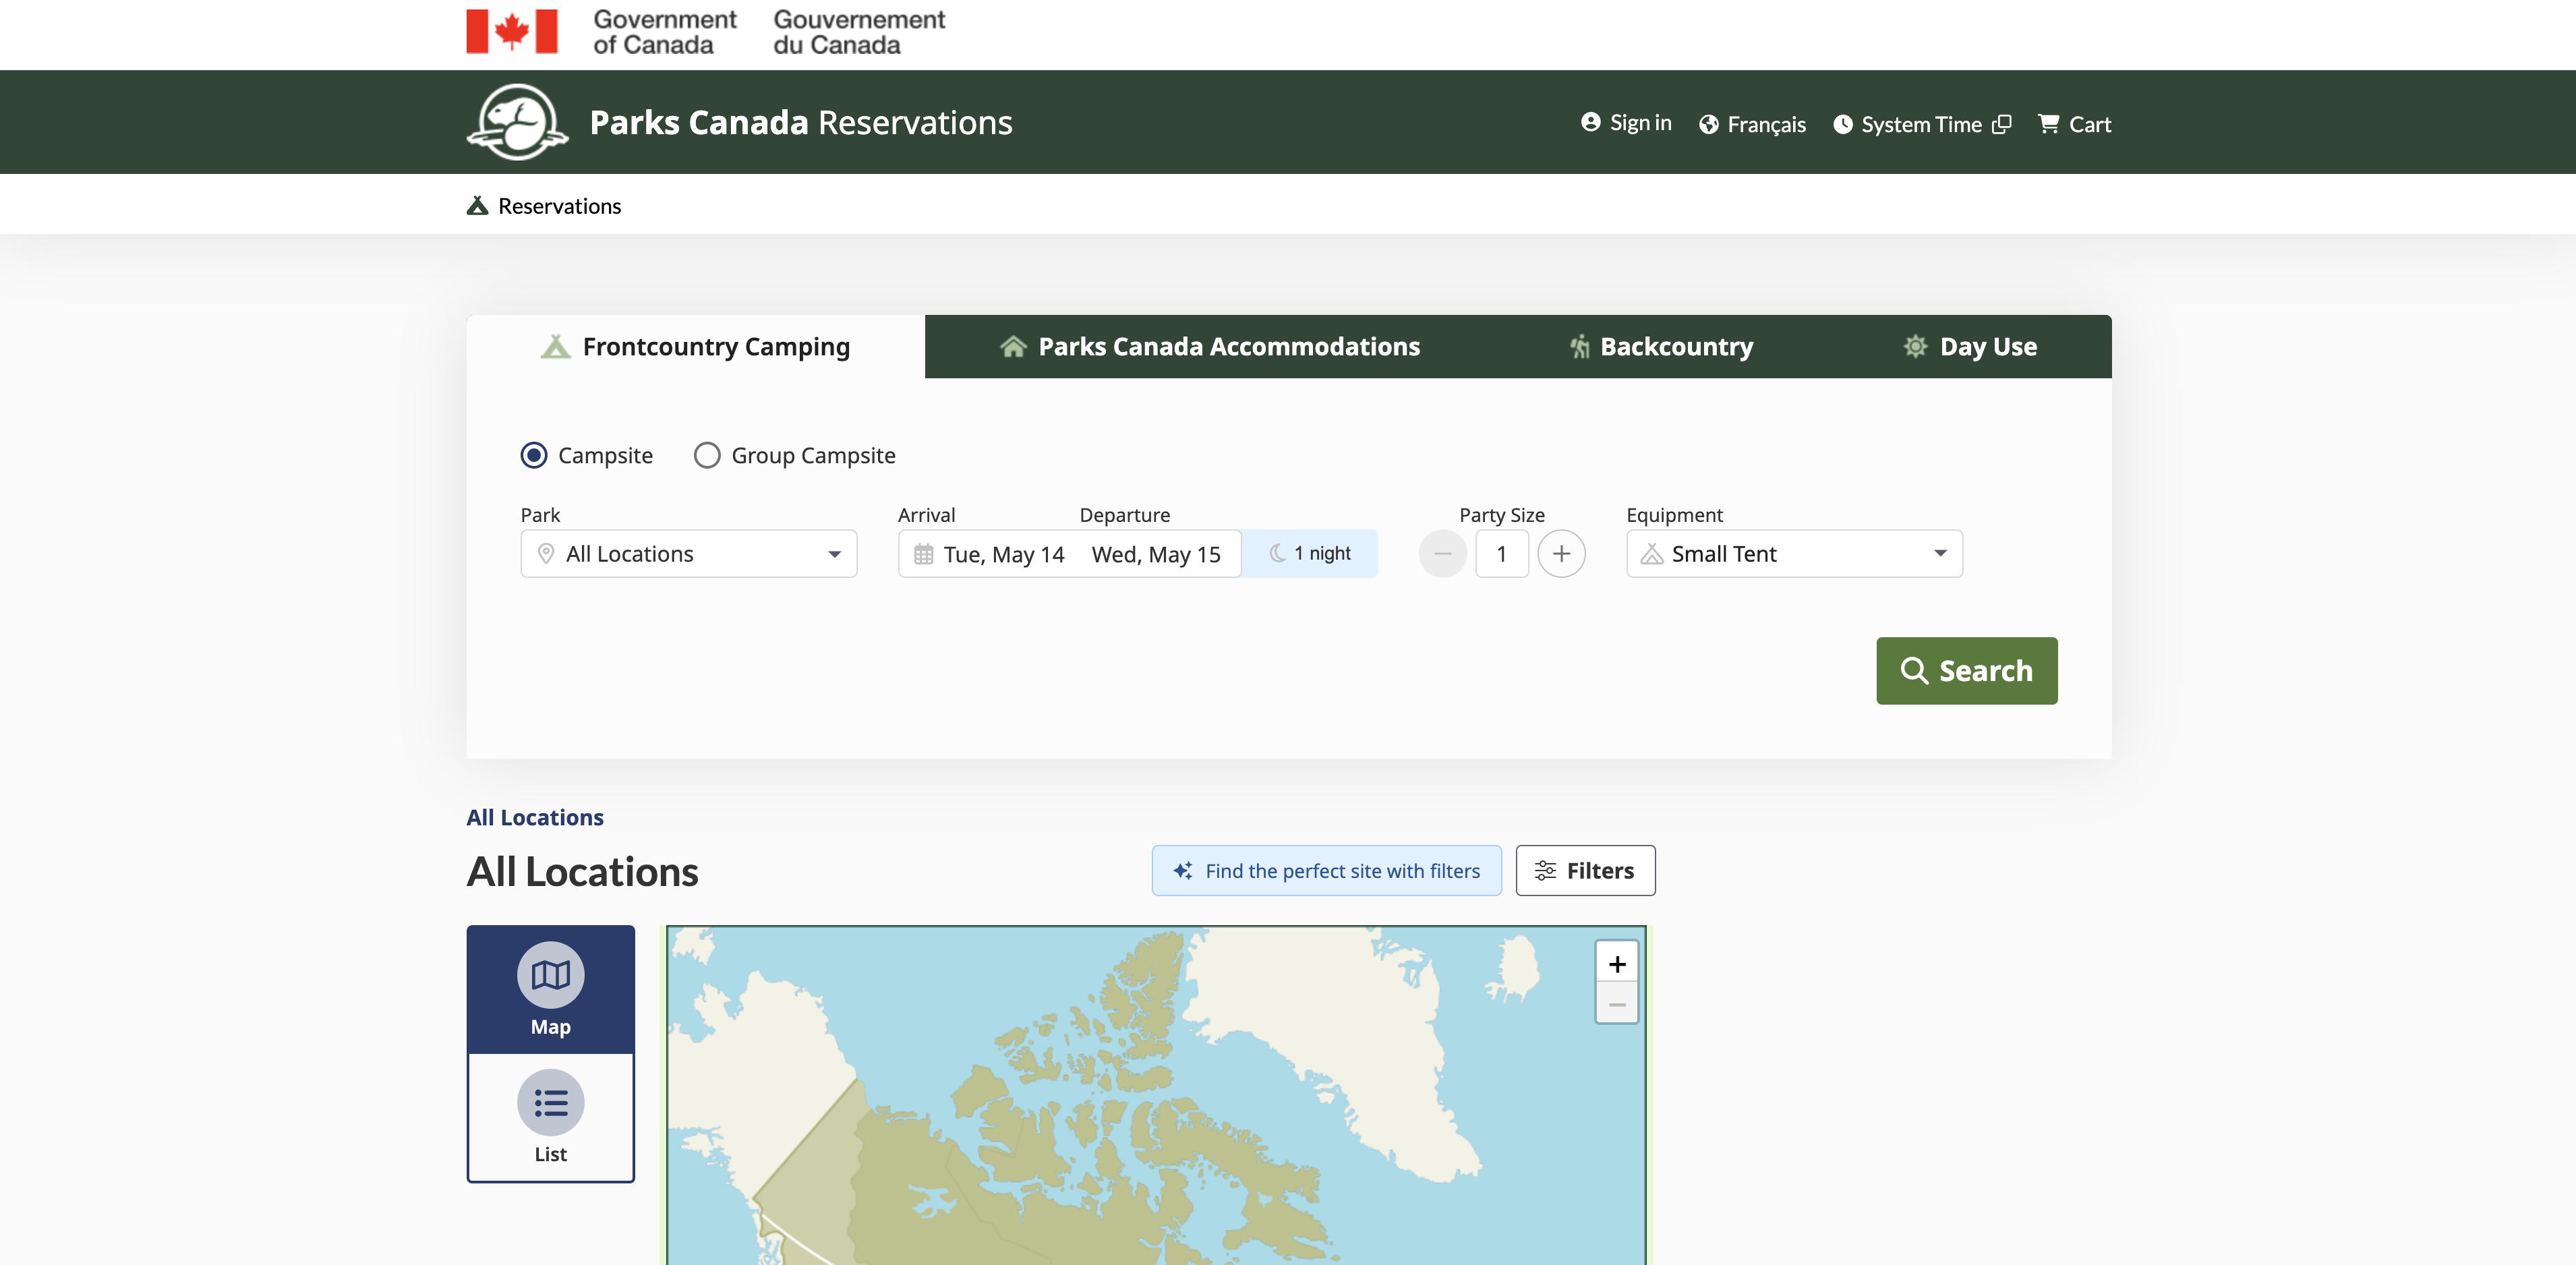 Government of Canada
Gouvernement du Canada
Parks Canada Reservations
Sign in
Français
System Time
Cart
Reservations
Frontcountry Camping
Parks Canada Accommodations
Backcountry
Day Use
Campsite
Group Campsite
Park
Arrival
Departure
Party Size
Equipment
All Locations
Tue, May 14
Wed, May 15
1 night
1
Small Tent
Search
All Locations
All Locations
Find the perfect site with filters
Filters
Map
List